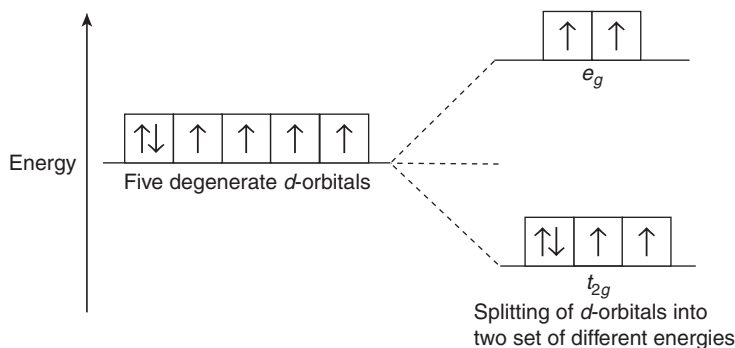 e_g
Energy
Five degenerate d-orbitals
t_2g
Splitting of d-orbitals into
two set of different energies